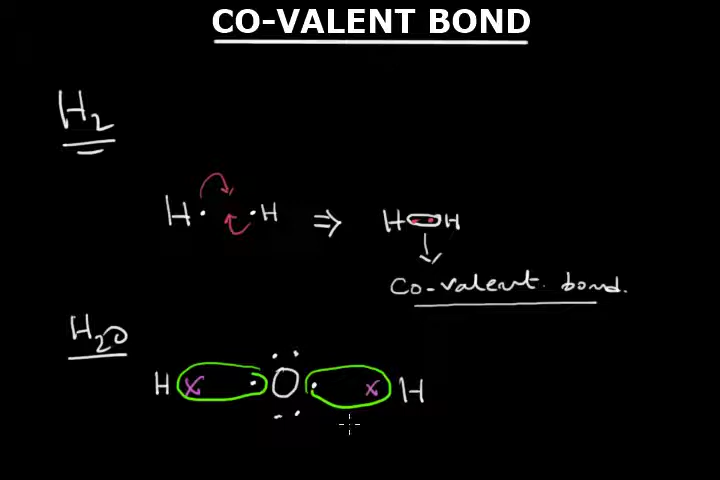 CO-VALENT BOND
H₂
H · · H ⇒ H H
Co-valent bond.
H₂O
H x · O · x H